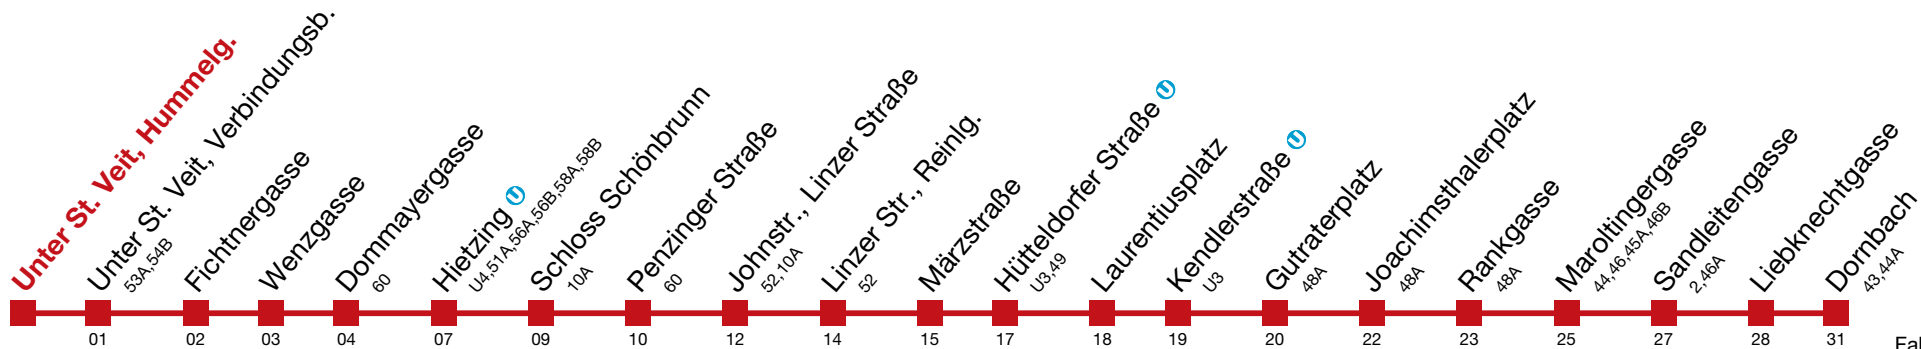 Unter St. Veit, Hummelg.
Unter St. Veit, Verbindungsb.
53A,54B
Fichtnergasse
Wenzgasse
Dommayergasse
60
Hietzing U
U4,51A,56A,56B,58A,58B
Schloss Schönbrunn
10A
Penzinger Straße
60
Johnstr., Linzer Straße
52,10A
Linzer Str., Reinlg.
52
Märzstraße
Hütteldorfer Straße U
U3,49
Laurentiusplatz
Kendlerstraße U
U3
Gutraterplatz
48A
Joachimsthalerplatz
48A
Rankgasse
48A
Maroltingergasse
44,46,45A,46B
Sandleitengasse
2,46A
Liebknechtgasse
Dornbach
43,44A
01 02 03 04 07 09 10 12 14 15 17 18 19 20 22 23 25 27 28 31